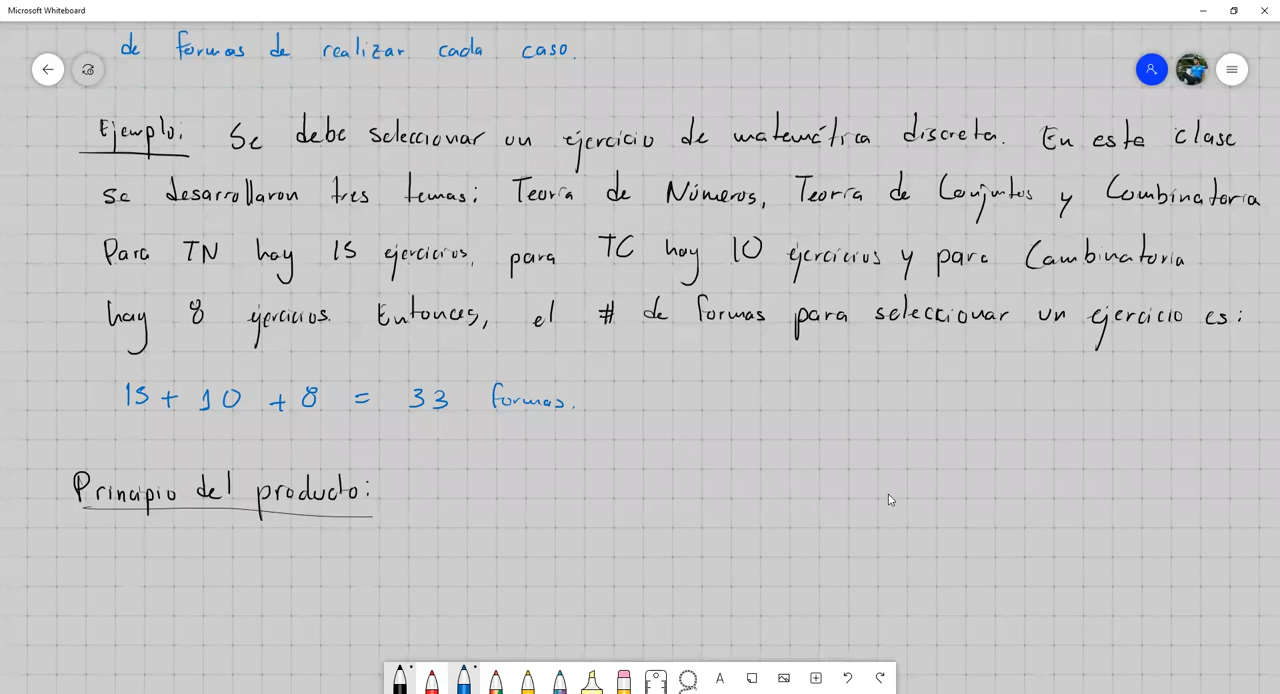 Microsoft Whiteboard
de formas de realizar cada caso.
Ejemplo: Se debe seleccionar un ejercicio de matemática discreta. En este clase
se desarrollaron tres temas: Teoría de Números, Teoría de Conjuntos y Combinatoria
Para TN hay 15 ejercicios, para TC hay 10 ejercicios y para Combinatoria
hay 8 ejercicios. Entonces, el # de formas para seleccionar un ejercicio es:
15 + 10 + 8 = 33 formas.
Principio del producto:
A